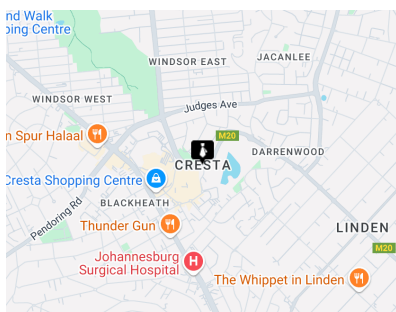 nd Walk
ping Centre
WINDSOR EAST
JACANLEE
WINDSOR WEST
Judges Ave
n Spur Halaal
M20
DARRENWOOD
CRESTA
Cresta Shopping Centre
BLACKHEATH
Pendoring Rd
Thunder Gun
LINDEN
M20
Johannesburg
Surgical Hospital
H
The Whippet in Linden